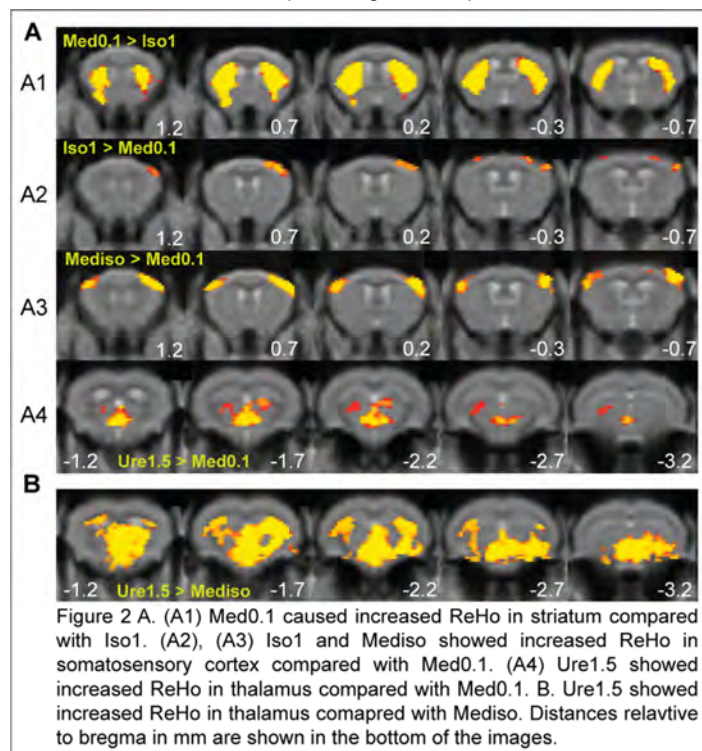 A
Med0.1 > Iso1
A1
1.2 0.7 0.2 -0.3 -0.7
Iso1 > Med0.1
A2
1.2 0.7 0.2 -0.3 -0.7
Mediso > Med0.1
A3
1.2 0.7 0.2 -0.3 -0.7
A4
-1.2 Ure1.5 > Med0.1 -1.7 -2.2 -2.7 -3.2
B
-1.2 Ure1.5 > Mediso -1.7 -2.2 -2.7 -3.2
Figure 2 A. (A1) Med0.1 caused increased ReHo in striatum compared
with Iso1. (A2), (A3) Iso1 and Mediso showed increased ReHo in
somatosensory cortex compared with Med0.1. (A4) Ure1.5 showed
increased ReHo in thalamus compared with Med0.1. B. Ure1.5 showed
increased ReHo in thalamus comapred with Mediso. Distances relavtive
to bregma in mm are shown in the bottom of the images.